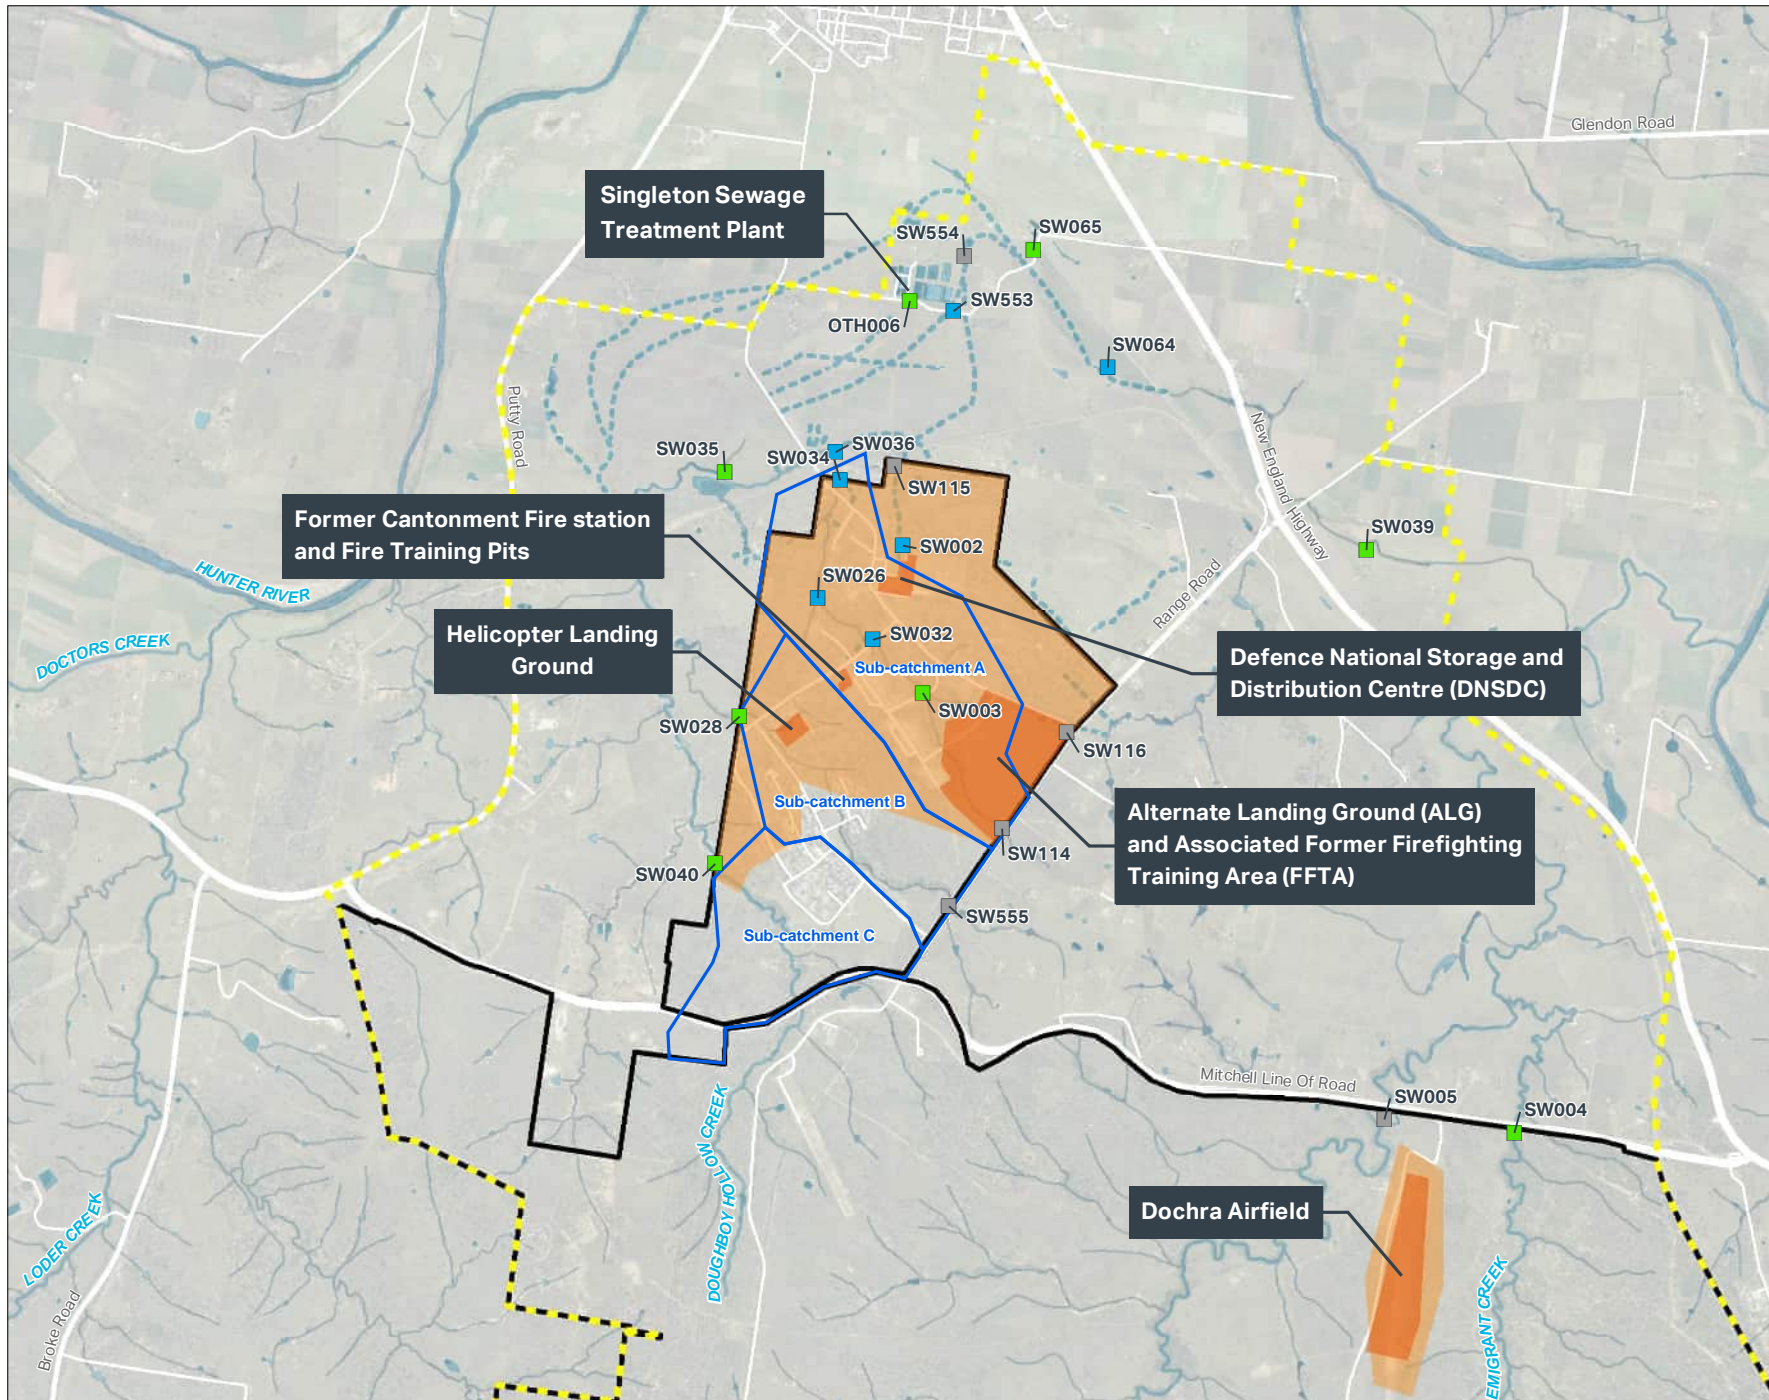 Glendon Road
Singleton Sewage
Treatment Plant
SW554
SW065
SW553
OTH006
SW064
Putty Road
New England Highway
SW035
SW036
SW034
SW115
Former Cantonment Fire station
and Fire Training Pits
SW002
SW039
HUNTER RIVER
SW026
Range Road
DOCTORS CREEK
Helicopter Landing
Ground
SW032
Sub-catchment A
Defence National Storage and
Distribution Centre (DNSDC)
SW003
SW028
SW116
Sub-catchment B
Alternate Landing Ground (ALG)
and Associated Former Firefighting
Training Area (FFTA)
SW114
SW040
SW555
Sub-catchment C
Mitchell Line Of Road
SW005
SW004
DOUGHBOY HOLLOW CREEK
LODER CREEK
Dochra Airfield
EMIGRANT CREEK
Broke Road